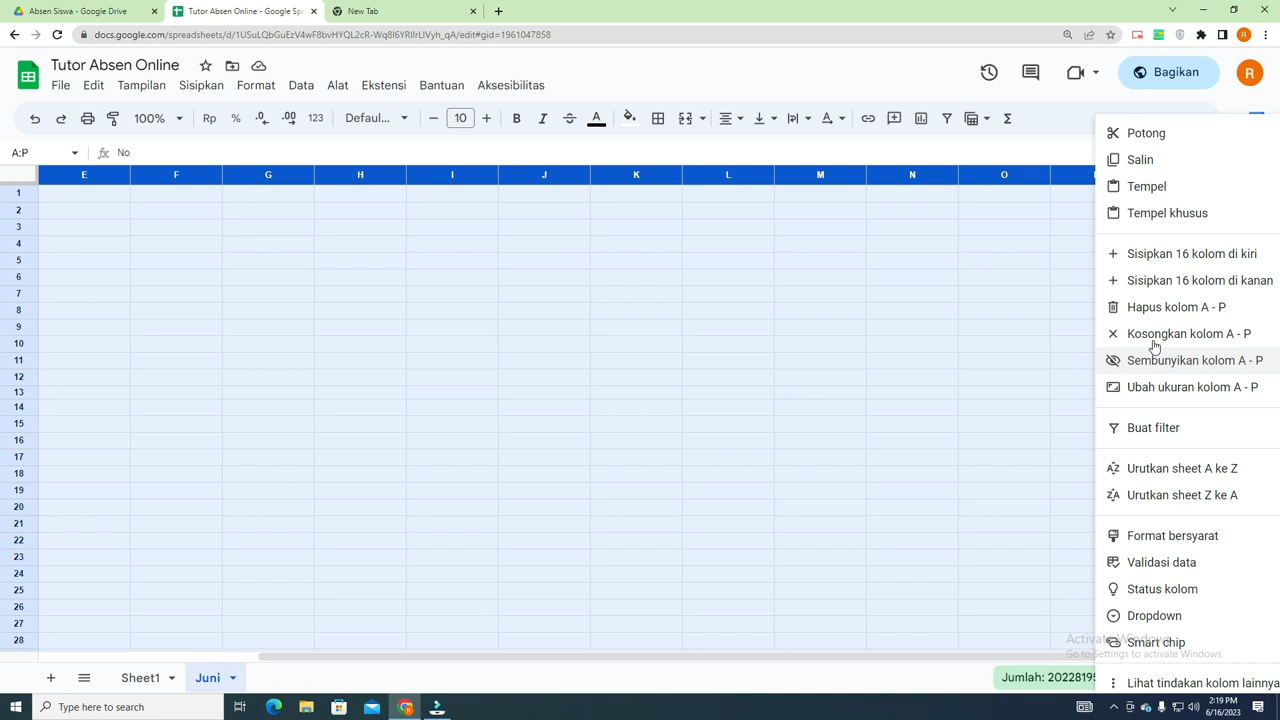 Absen Siswa - Google Drive
Tutor Absen Online - Google Spr
New Tab
docs.google.com/spreadsheets/d/1USuLQbGuEzV4wF8bvHYQL2cR-Wq8I6YRIIrLIVyh_qA/edit#gid=1961047858
Tutor Absen Online
File Edit Tampilan Sisipkan Format Data Alat Ekstensi Bantuan Aksesibilitas
Bagikan
R
100% Rp % .0 .00 123 Defaul... 10
A:P
No
E F G H I J K L M N O
1
2
3
4
5
6
7
8
9
10
11
12
13
14
15
16
17
18
19
20
21
22
23
24
25
26
27
28
Potong
Salin
Tempel
Tempel khusus
Sisipkan 16 kolom di kiri
Sisipkan 16 kolom di kanan
Hapus kolom A - P
Kosongkan kolom A - P
Sembunyikan kolom A - P
Ubah ukuran kolom A - P
Buat filter
Urutkan sheet A ke Z
Urutkan sheet Z ke A
Format bersyarat
Validasi data
Status kolom
Dropdown
Smart chip
Lihat tindakan kolom lainnya
Activate Windows
Go to Settings to activate Windows.
Sheet1
Juni
Jumlah: 20228195
Type here to search
2:19 PM
6/16/2023